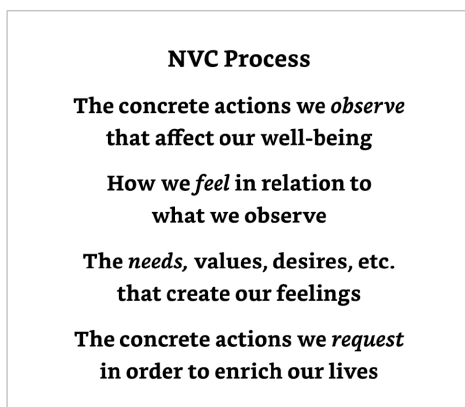 NVC Process
The concrete actions we observe
that affect our well-being
How we feel in relation to
what we observe
The needs, values, desires, etc.
that create our feelings
The concrete actions we request
in order to enrich our lives